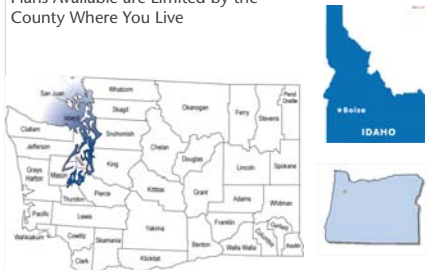 Plans Available are Limited by the
County Where You Live
San Juan
Whatcom
Skagit
Island
Clallam
Snohomish
Jefferson
Okanogan
Ferry
Stevens
Pend
Oreille
Chelan
Douglas
King
Grays
Harbor
Mason
Kittitas
Grant
Lincoln
Spokane
Pierce
Thurston
Adams
Whitman
Pacific
Lewis
Yakima
Franklin
Garfield
Wahkiakum
Cowlitz
Skamania
Benton
Walla Walla
Columbia
Asotin
Clark
Klickitat
Boise
IDAHO